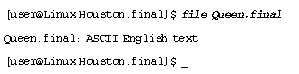 [user@Linux Houston.final]$ file Queen.final
Queen.final: ASCII English text
[user@Linux Houston.final]$ _